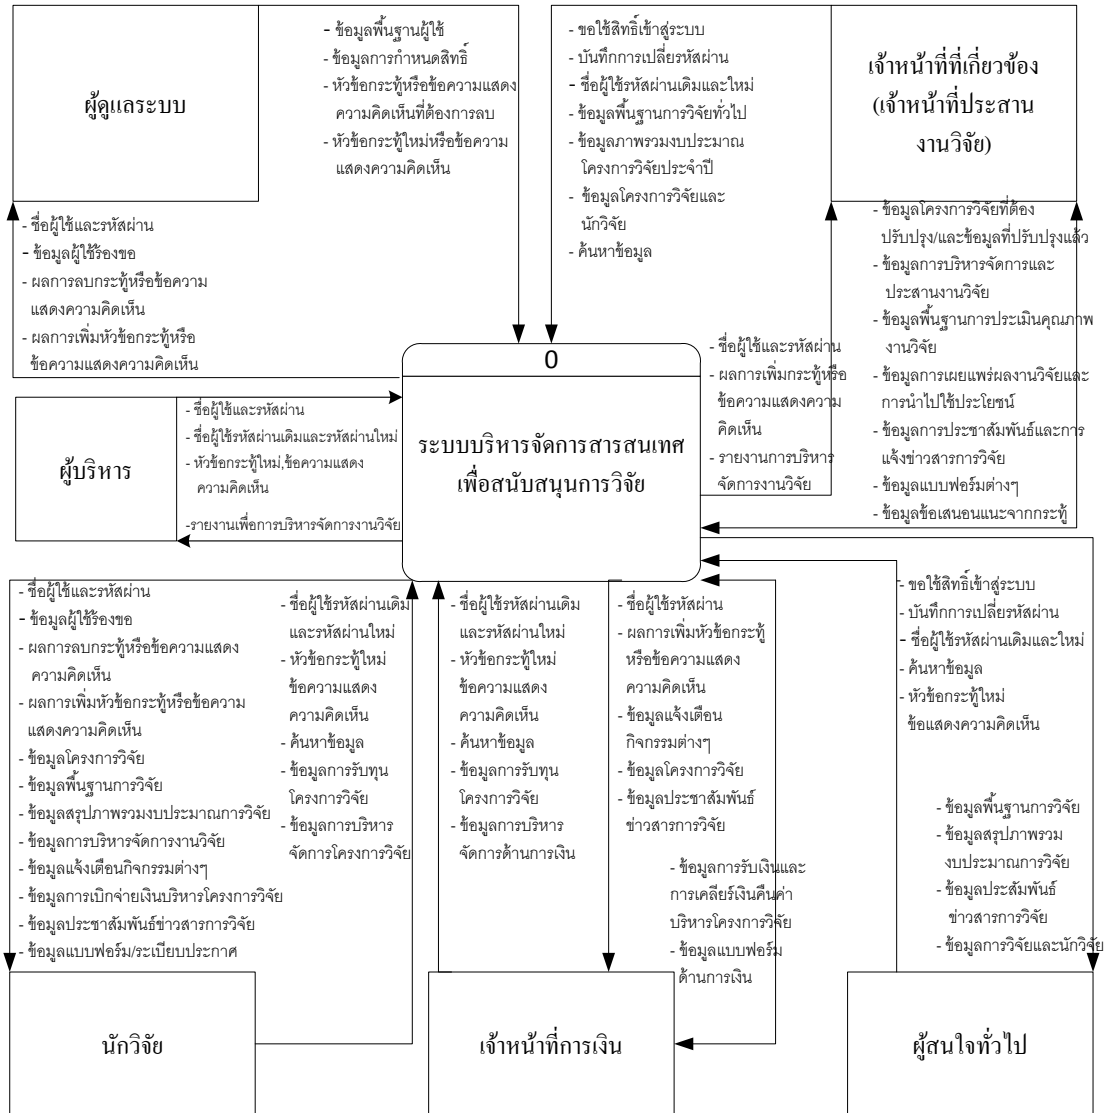 ผู้ดูแลระบบ
- ข้อมูลพื้นฐานผู้ใช้
- ข้อมูลการกำหนดสิทธิ์
- หัวข้อกระทู้หรือข้อความแสดง
ความคิดเห็นที่ต้องการลบ
- หัวข้อกระทู้ใหม่หรือข้อความ
แสดงความคิดเห็น
- ขอใช้สิทธิ์เข้าสู่ระบบ
- บันทึกการเปลี่ยรหัสผ่าน
- ชื่อผู้ใช้รหัสผ่านเดิมและใหม่
- ข้อมูลพื้นฐานการวิจัยทั่วไป
- ข้อมูลภาพรวมงบประมาณ
โครงการวิจัยประจำปี
- ข้อมูลโครงการวิจัยและ
นักวิจัย
- ค้นหาข้อมูล
เจ้าหน้าที่ที่เกี่ยวข้อง
(เจ้าหน้าที่ประสาน
งานวิจัย)
- ชื่อผู้ใช้และรหัสผ่าน
- ข้อมูลผู้ใช้ร้องขอ
- ผลการลบกระทู้หรือข้อความ
แสดงความคิดเห็น
- ผลการเพิ่มหัวข้อกระทู้หรือ
ข้อความแสดงความคิดเห็น
- ข้อมูลโครงการวิจัยที่ต้อง
ปรับปรุง/และข้อมูลที่ปรับปรุงแล้ว
- ข้อมูลการบริหารจัดการและ
ประสานงานวิจัย
- ข้อมูลพื้นฐานการประเมินคุณภาพ
งานวิจัย
- ข้อมูลการเผยแพร่ผลงานวิจัยและ
การนำไปใช้ประโยชน์
- ข้อมูลการประชาสัมพันธ์และการ
แจ้งข่าวสารการวิจัย
- ข้อมูลแบบฟอร์มต่างๆ
- ข้อมูลข้อเสนอนแนะจากกระทู้
- ชื่อผู้ใช้และรหัสผ่าน
- ผลการเพิ่มกระทู้หรือ
ข้อความแสดงความ
คิดเห็น
- รายงานการบริหาร
จัดการงานวิจัย
0
ระบบบริหารจัดการสารสนเทศ
เพื่อสนับสนุนการวิจัย
ผู้บริหาร
- ชื่อผู้ใช้และรหัสผ่าน
- ชื่อผู้ใช้รหัสผ่านเดิมและรหัสผ่านใหม่
- หัวข้อกระทู้ใหม่,ข้อความแสดง
ความคิดเห็น
-รายงานเพื่อการบริหารจัดการงานวิจัย
- ชื่อผู้ใช้และรหัสผ่าน
- ข้อมูลผู้ใช้ร้องขอ
- ผลการลบกระทู้หรือข้อความแสดง
ความคิดเห็น
- ผลการเพิ่มหัวข้อกระทู้หรือข้อความ
แสดงความคิดเห็น
- ข้อมูลโครงการวิจัย
- ข้อมูลพื้นฐานการวิจัย
- ข้อมูลสรุปภาพรวมงบประมาณการวิจัย
- ข้อมูลการบริหารจัดการงานวิจัย
- ข้อมูลแจ้งเตือนกิจกรรมต่างๆ
- ข้อมูลการเบิกจ่ายเงินบริหารโครงการวิจัย
- ข้อมูลประชาสัมพันธ์ข่าวสารการวิจัย
- ข้อมูลแบบฟอร์ม/ระเบียบประกาศ
- ชื่อผู้ใช้รหัสผ่านเดิม
และรหัสผ่านใหม่
- หัวข้อกระทู้ใหม่
ข้อความแสดง
ความคิดเห็น
- ค้นหาข้อมูล
- ข้อมูลการรับทุน
โครงการวิจัย
- ข้อมูลการบริหาร
จัดการโครงการวิจัย
- ชื่อผู้ใช้รหัสผ่านเดิม
และรหัสผ่านใหม่
- หัวข้อกระทู้ใหม่
ข้อความแสดง
ความคิดเห็น
- ค้นหาข้อมูล
- ข้อมูลการรับทุน
โครงการวิจัย
- ข้อมูลการบริหาร
จัดการด้านการเงิน
- ชื่อผู้ใช้รหัสผ่าน
- ผลการเพิ่มหัวข้อกระทู้
หรือข้อความแสดง
ความคิดเห็น
- ข้อมูลแจ้งเตือน
กิจกรรมต่างๆ
- ข้อมูลโครงการวิจัย
- ข้อมูลประชาสัมพันธ์
ข่าวสารการวิจัย
- ข้อมูลการรับเงินและ
การเคลียร์เงินคืนค่า
บริหารโครงการวิจัย
- ข้อมูลแบบฟอร์ม
ด้านการเงิน
- ขอใช้สิทธิ์เข้าสู่ระบบ
- บันทึกการเปลี่ยรหัสผ่าน
- ชื่อผู้ใช้รหัสผ่านเดิมและใหม่
- ค้นหาข้อมูล
- หัวข้อกระทู้ใหม่
ข้อแสดงความคิดเห็น
- ข้อมูลพื้นฐานการวิจัย
- ข้อมูลสรุปภาพรวม
งบประมาณการวิจัย
- ข้อมูลประสัมพันธ์
ข่าวสารการวิจัย
- ข้อมูลการวิจัยและนักวิจัย
นักวิจัย
เจ้าหน้าที่การเงิน
ผู้สนใจทั่วไป